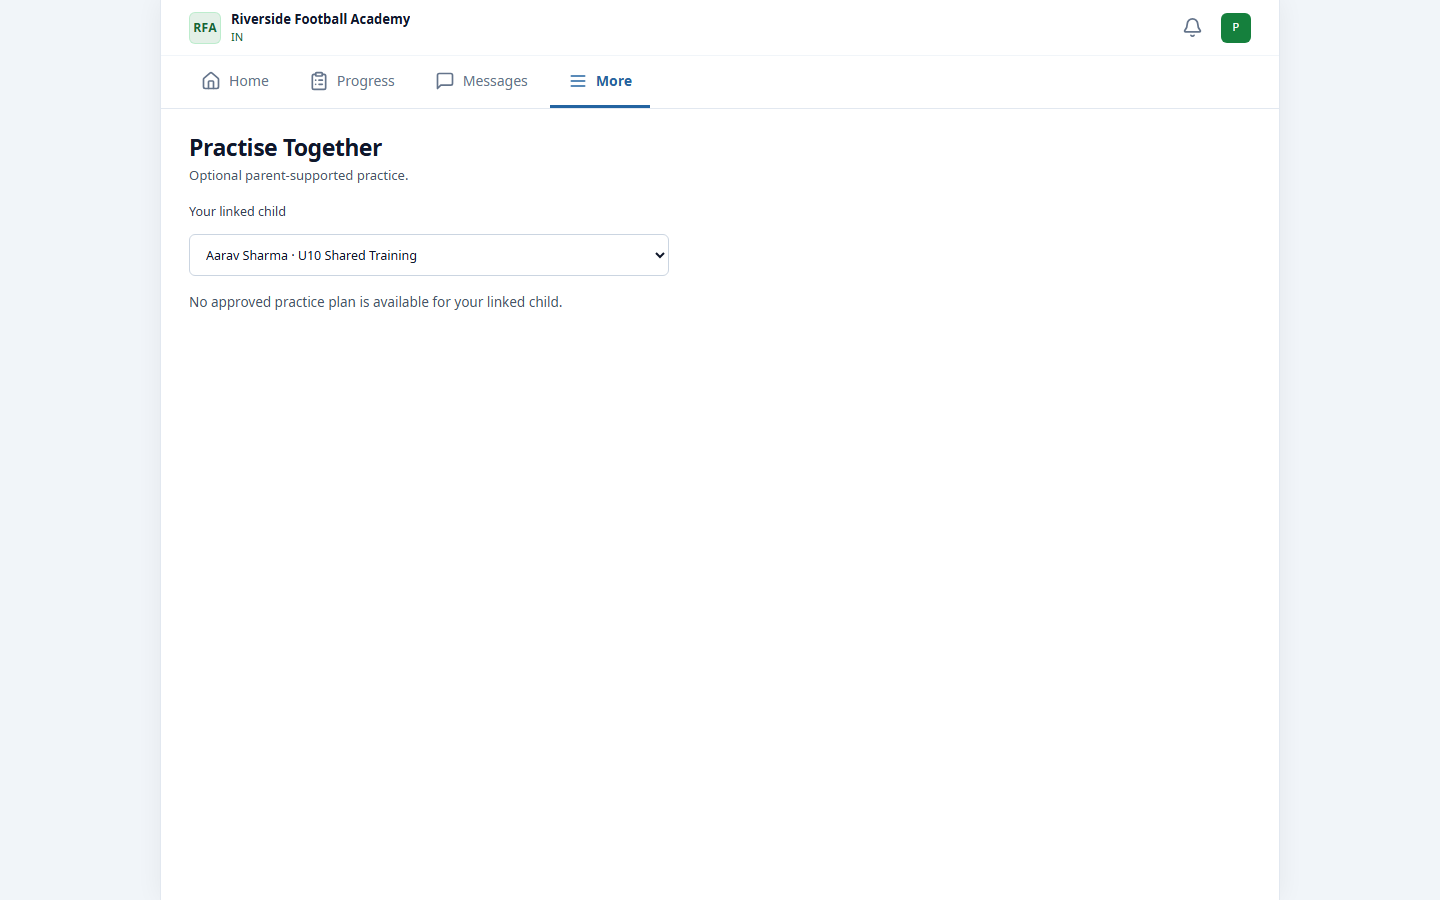 RFA
Riverside Football Academy
IN
P
Home
Progress
Messages
More
Practise Together
Optional parent-supported practice.
Your linked child
Aarav Sharma · U10 Shared Training
No approved practice plan is available for your linked child.